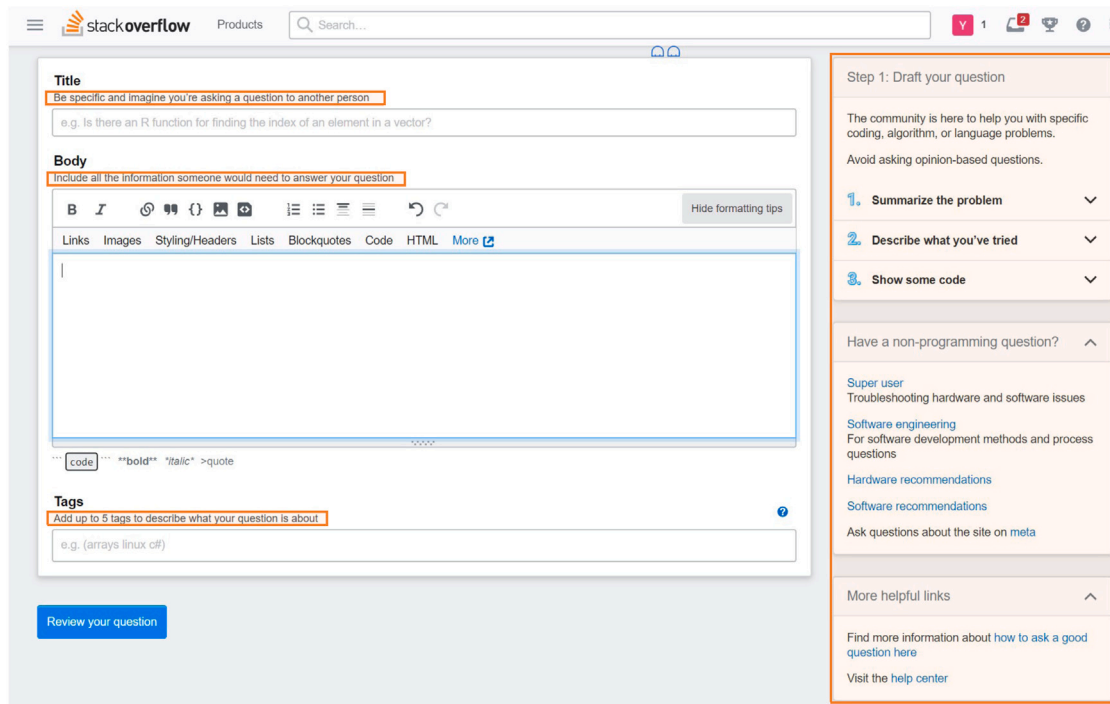 stackoverflow Products Search... Y 1 2
Title
Be specific and imagine you're asking a question to another person
e.g. Is there an R function for finding the index of an element in a vector?
Body
Include all the information someone would need to answer your question
B I Hide formatting tips
Links Images Styling/Headers Lists Blockquotes Code HTML More
``` code ``` **bold** *italic* >quote
Tags
Add up to 5 tags to describe what your question is about
e.g. (arrays linux c#)
Review your question
Step 1: Draft your question
The community is here to help you with specific
coding, algorithm, or language problems.
Avoid asking opinion-based questions.
1. Summarize the problem
2. Describe what you've tried
3. Show some code
Have a non-programming question?
Super user
Troubleshooting hardware and software issues
Software engineering
For software development methods and process
questions
Hardware recommendations
Software recommendations
Ask questions about the site on meta
More helpful links
Find more information about how to ask a good
question here
Visit the help center